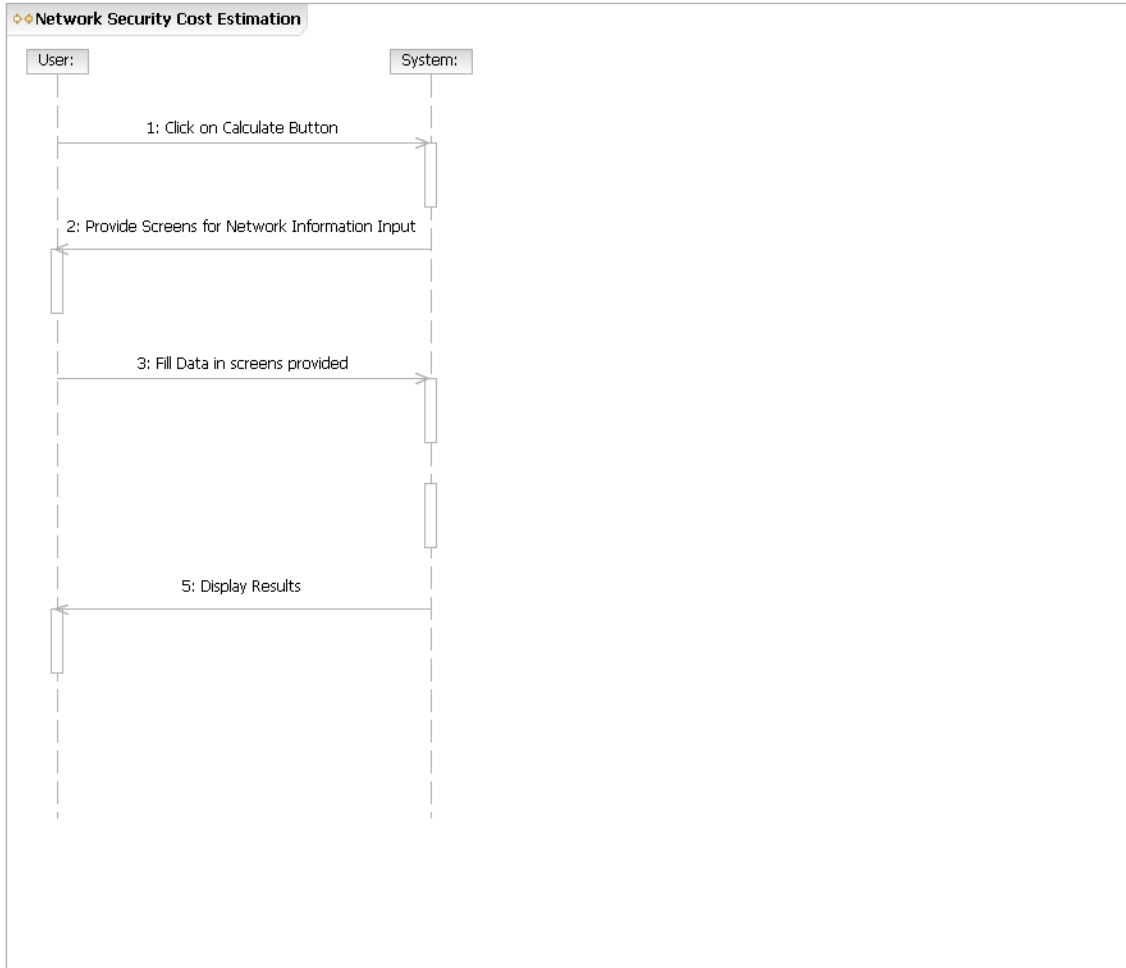 Network Security Cost Estimation
User:
System:
1: Click on Calculate Button
2: Provide Screens for Network Information Input
3: Fill Data in screens provided
5: Display Results